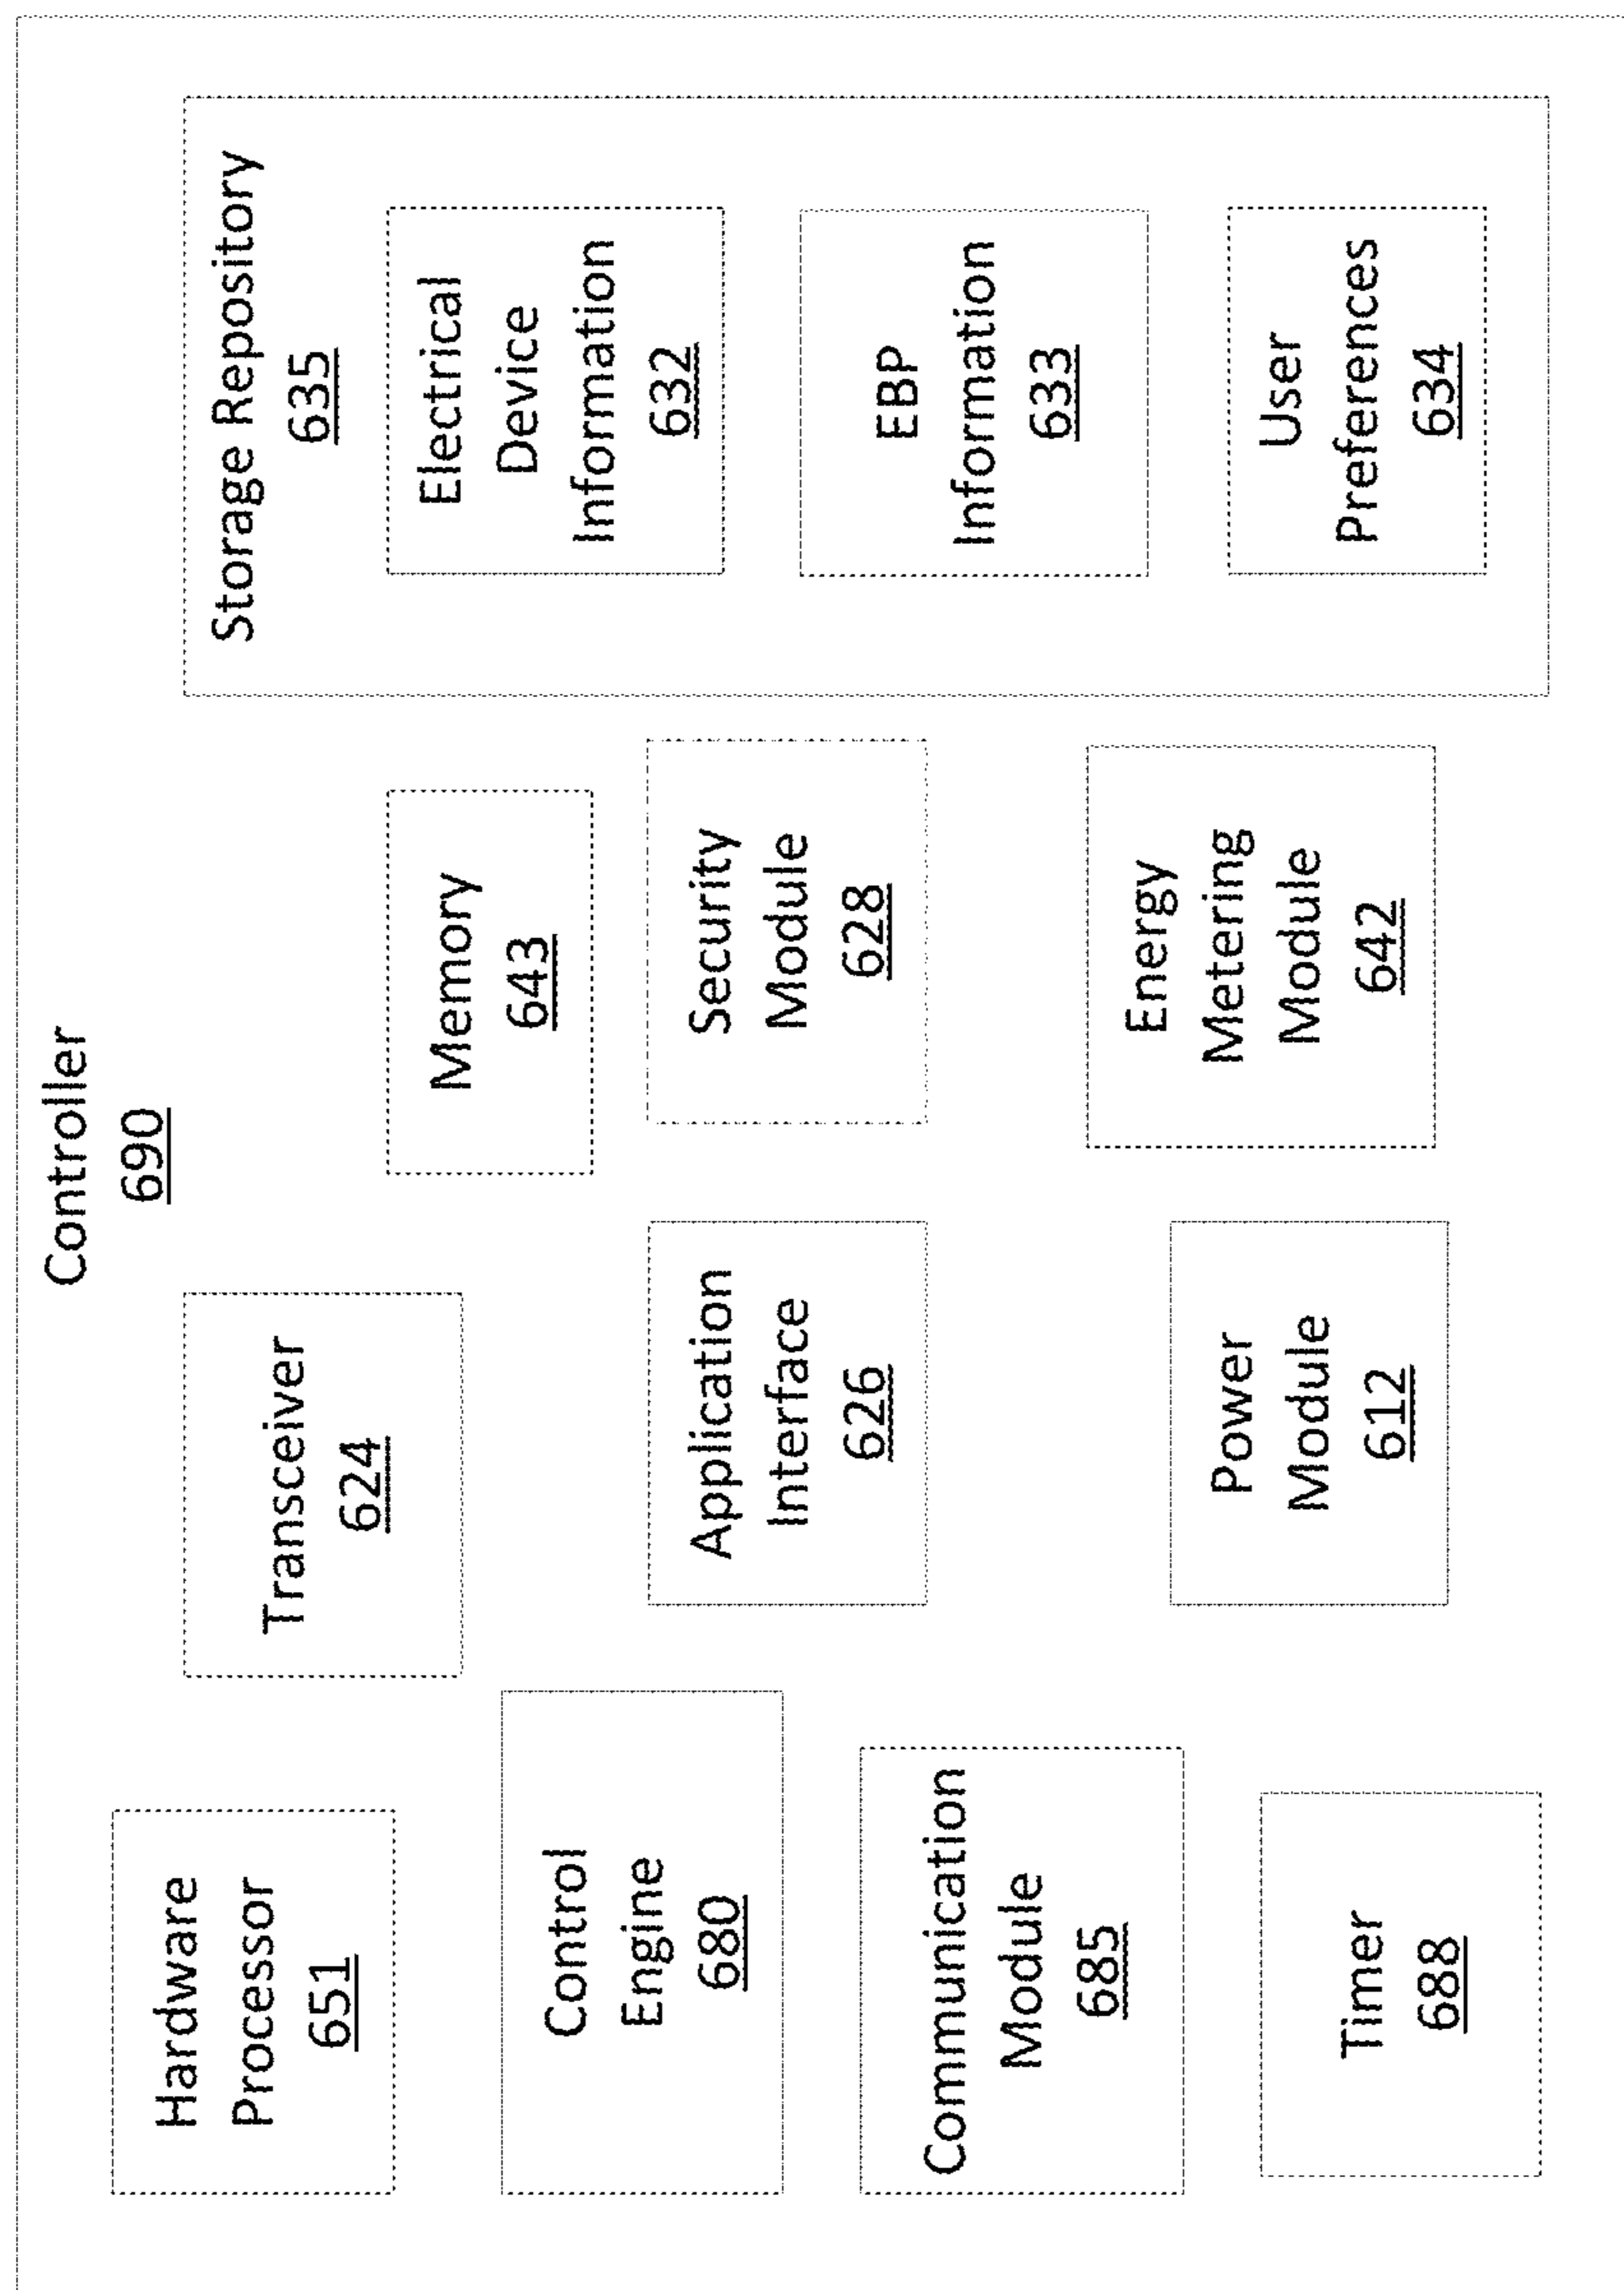 Controller
690
Hardware
Processor
651
Control
Engine
680
Communication
Module
685
Timer
688
Transceiver
624
Application
Interface
626
Power
Module
612
Memory
643
Security
Module
628
Energy
Metering
Module
642
Storage Repository
635
Electrical
Device
Information
632
EBP
Information
633
User
Preferences
634